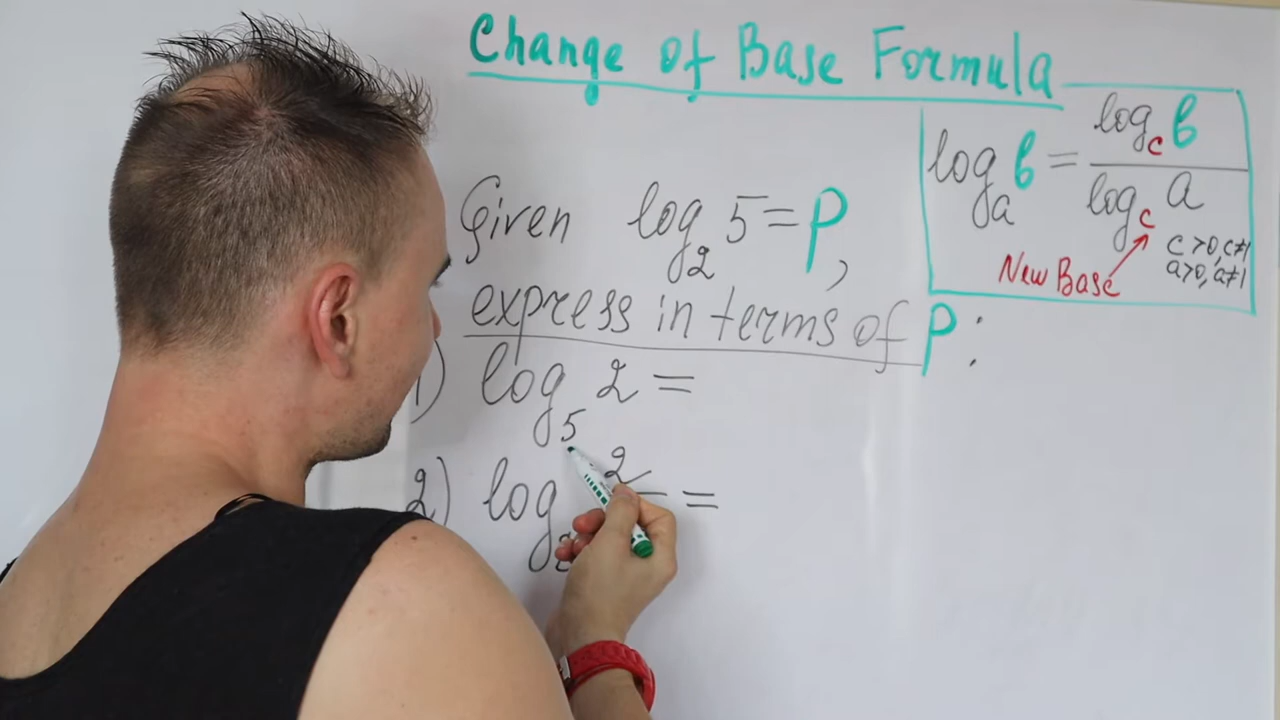 Change of Base Formula
log_a b = log_c b / log_c a
New Base
c>0, c≠1
a>0, a≠1
Given log_2 5 = P,
express in terms of P:
1) log_5 2 =
2) log 2 =